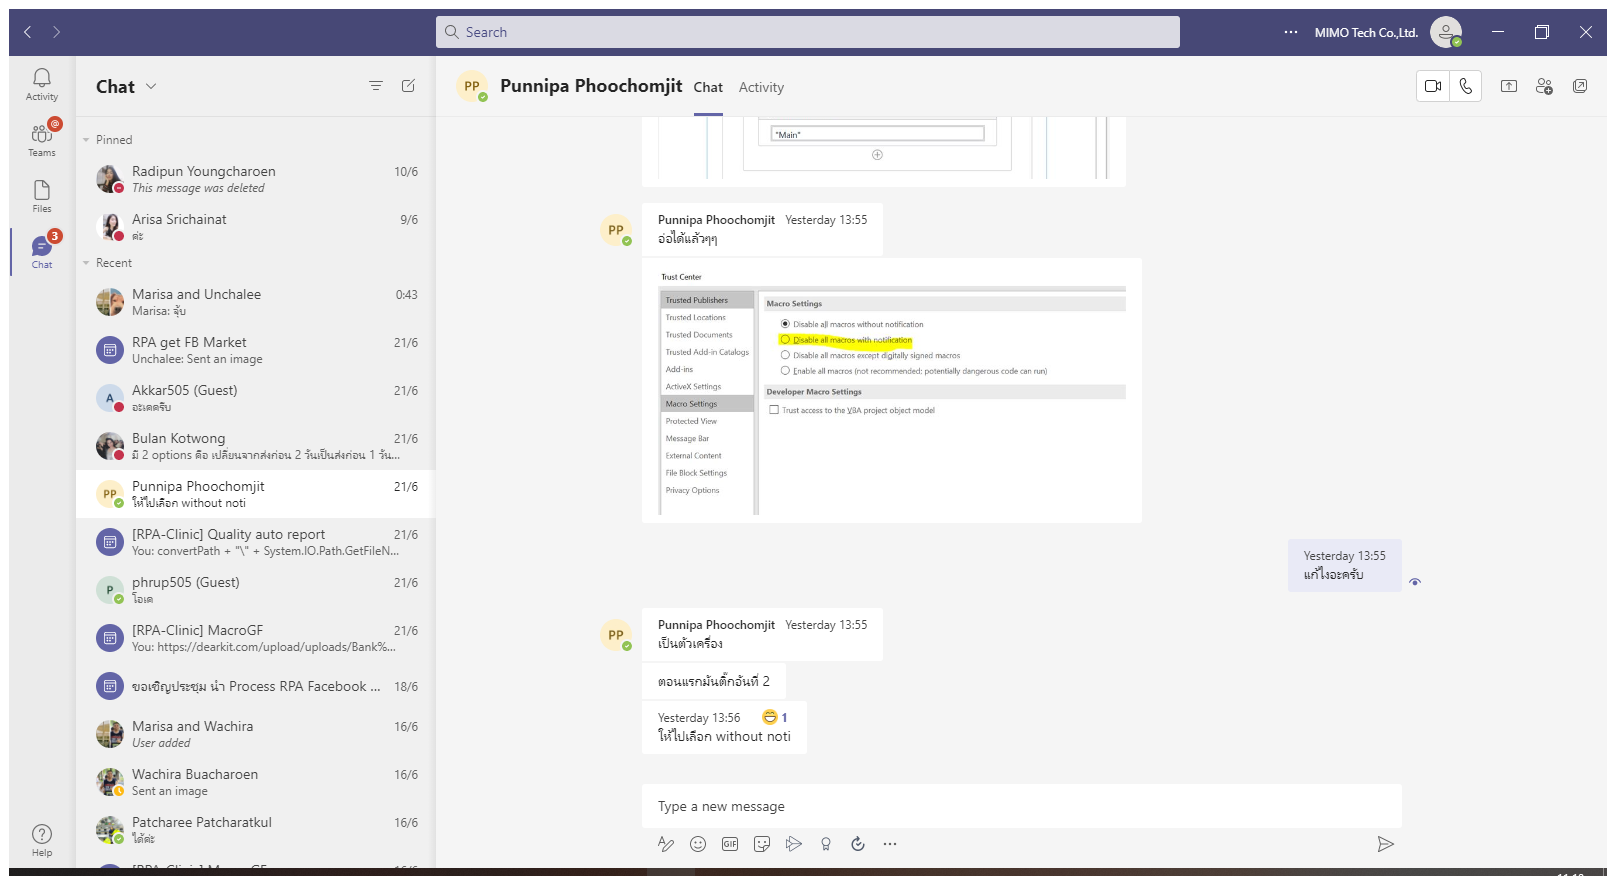 Search
MIMO Tech Co.,Ltd.
Activity
Teams
Files
3
Chat
Help
Chat
Pinned
Radipun Youngcharoen 10/6
This message was deleted
Arisa Srichainat 9/6
ค่ะ
Recent
Marisa and Unchalee 0:43
Marisa: จุ้บ
RPA get FB Market 21/6
Unchalee: Sent an image
A
Akkar505 (Guest) 21/6
อะเคครับ
Bulan Kotwong 21/6
มี 2 options คือ เปลี่ยนจากส่งก่อน 2 วันเป็นส่งก่อน 1 วัน...
PP
Punnipa Phoochomjit 21/6
ให้ไปเลือก without noti
[RPA-Clinic] Quality auto report 21/6
You: convertPath + "\" + System.IO.Path.GetFileN...
P
phrup505 (Guest) 21/6
โอเค
[RPA-Clinic] MacroGF 21/6
You: https://dearkit.com/upload/uploads/Bank%...
ขอเชิญประชุม นำ Process RPA Facebook ... 18/6
Marisa and Wachira 16/6
User added
Wachira Buacharoen 16/6
Sent an image
Patcharee Patcharatkul 16/6
ได้ค่ะ
PP
Punnipa Phoochomjit Chat Activity
"Main"
PP
Punnipa Phoochomjit Yesterday 13:55
อ๋อได้แล้วๆๆ
Trust Center
Trusted Publishers
Trusted Locations
Trusted Documents
Trusted Add-in Catalogs
Add-ins
ActiveX Settings
Macro Settings
Protected View
Message Bar
External Content
File Block Settings
Privacy Options
Macro Settings
Disable all macros without notification
Disable all macros with notification
Disable all macros except digitally signed macros
Enable all macros (not recommended; potentially dangerous code can run)
Developer Macro Settings
Trust access to the VBA project object model
Yesterday 13:55
แก้ไงอะครับ
PP
Punnipa Phoochomjit Yesterday 13:55
เป็นตัวเครื่อง
ตอนแรกมันติ๊กอันที่ 2
Yesterday 13:56 1
ให้ไปเลือก without noti
Type a new message
GIF